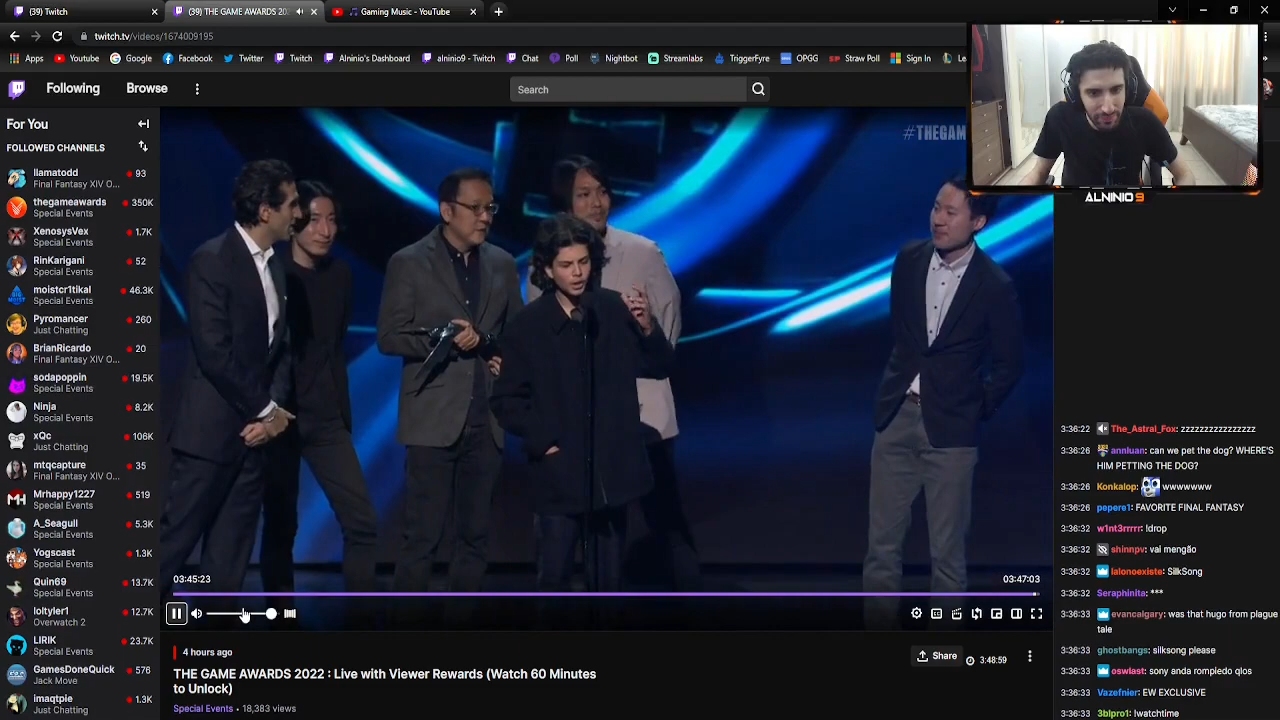 (39) Twitch
(39) THE GAME AWARDS 202
Gaming Music - YouTube
twitch.tv/videos/1674009195
Apps
Youtube
Google
Facebook
Twitter
Twitch
Alninio's Dashboard
alninio9 - Twitch
Chat
Poll
Nightbot
Streamlabs
TriggerFyre
OPGG
Straw Poll
Sign In
Following
Browse
Search
For You
FOLLOWED CHANNELS
llamatodd 93
Final Fantasy XIV O...
thegameawards 350K
Special Events
XenosysVex 1.7K
Special Events
RinKarigani 52
Special Events
moistcr1tikal 46.3K
Special Events
Pyromancer 260
Just Chatting
BrianRicardo 20
Final Fantasy XIV O...
sodapoppin 19.5K
Special Events
Ninja 8.2K
Special Events
xQc 106K
Just Chatting
mtqcapture 35
Final Fantasy XIV O...
Mrhappy1227 519
Special Events
A_Seagull 5.3K
Special Events
Yogscast 1.3K
Special Events
Quin69 13.7K
Special Events
loltyler1 12.7K
Overwatch 2
LIRIK 23.7K
Special Events
GamesDoneQuick 576
Jack Move
imaqtpie 1.3K
Special Events
#THEGAM
ALNINIO 9
03:45:23
03:47:03
4 hours ago
Share
3:48:59
THE GAME AWARDS 2022 : Live with Viewer Rewards (Watch 60 Minutes
to Unlock)
Special Events • 18,383 views
3:36:22 The_Astral_Fox: zzzzzzzzzzzzzzzz
3:36:26 annluan: can we pet the dog? WHERE'S
HIM PETTING THE DOG?
3:36:26 Konkalop: wwwwwww
3:36:26 pepere1: FAVORITE FINAL FANTASY
3:36:32 w1nt3rrrrr: !drop
3:36:32 shinnpv: vai mengão
3:36:32 lalonoexiste: SilkSong
3:36:32 Seraphinita: ***
3:36:33 evancalgary: was that hugo from plague
tale
3:36:33 ghostbangs: silksong please
3:36:33 oswlast: sony anda rompiedo qlos
3:36:33 Vazefnier: EW EXCLUSIVE
3:36:33 3blpro1: !watchtime